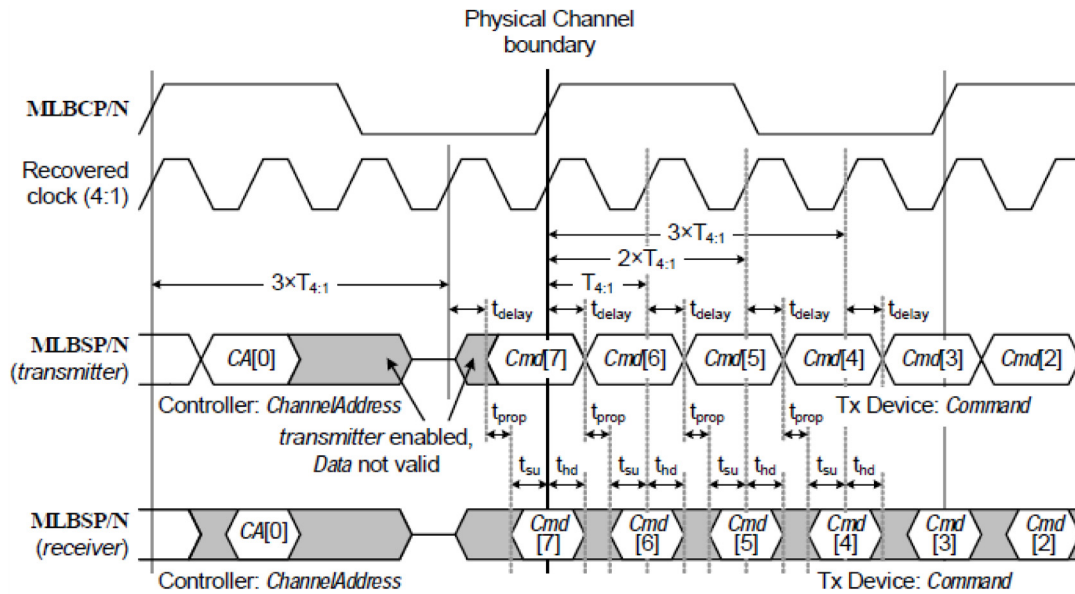 Physical Channel
boundary
MLBCP/N
Recovered
clock (4:1)
3×T4:1
2×T4:1
3×T4:1
T4:1
tdelay tdelay tdelay tdelay tdelay
MLBSP/N
(transmitter)
CA[0] Cmd[7] Cmd[6] Cmd[5] Cmd[4] Cmd[3] Cmd[2]
Controller: ChannelAddress
Tx Device: Command
tprop tprop tprop tprop
transmitter enabled,
Data not valid
tsu thd tsu thd tsu thd tsu thd
MLBSP/N
(receiver)
CA[0]
Cmd Cmd Cmd Cmd Cmd Cmd
[7] [6] [5] [4] [3] [2]
Controller: ChannelAddress
Tx Device: Command